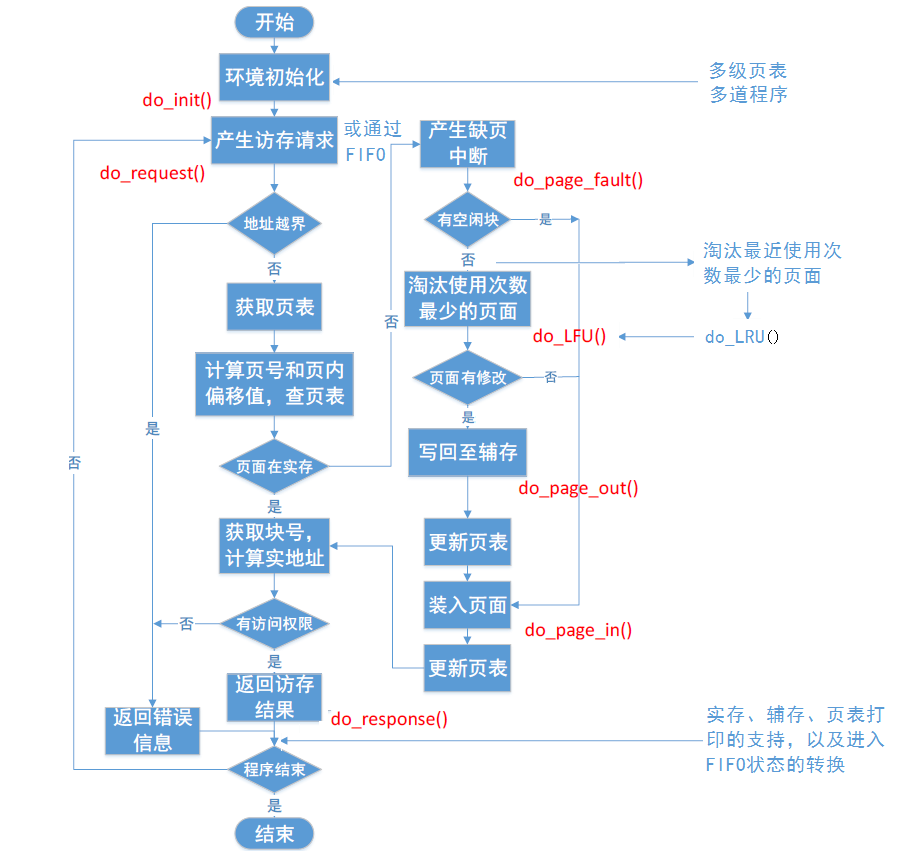 开始
环境初始化
do_init()
多级页表
多道程序
产生访存请求
或通过
FIFO
do_request()
产生缺页
中断
do_page_fault()
地址越界
有空闲块
是
否
否
获取页表
淘汰使用次数
最少的页面
淘汰最近使用次
数最少的页面
do_LFU()
do_LRU()
否
计算页号和页内
偏移值，查页表
页面有修改
否
是
是
否
页面在实存
写回至辅存
do_page_out()
是
获取块号，
计算实地址
更新页表
装入页面
do_page_in()
有访问权限
否
是
更新页表
返回访存
结果
do_response()
返回错误
信息
实存、辅存、页表打
印的支持，以及进入
FIFO状态的转换
程序结束
是
结束